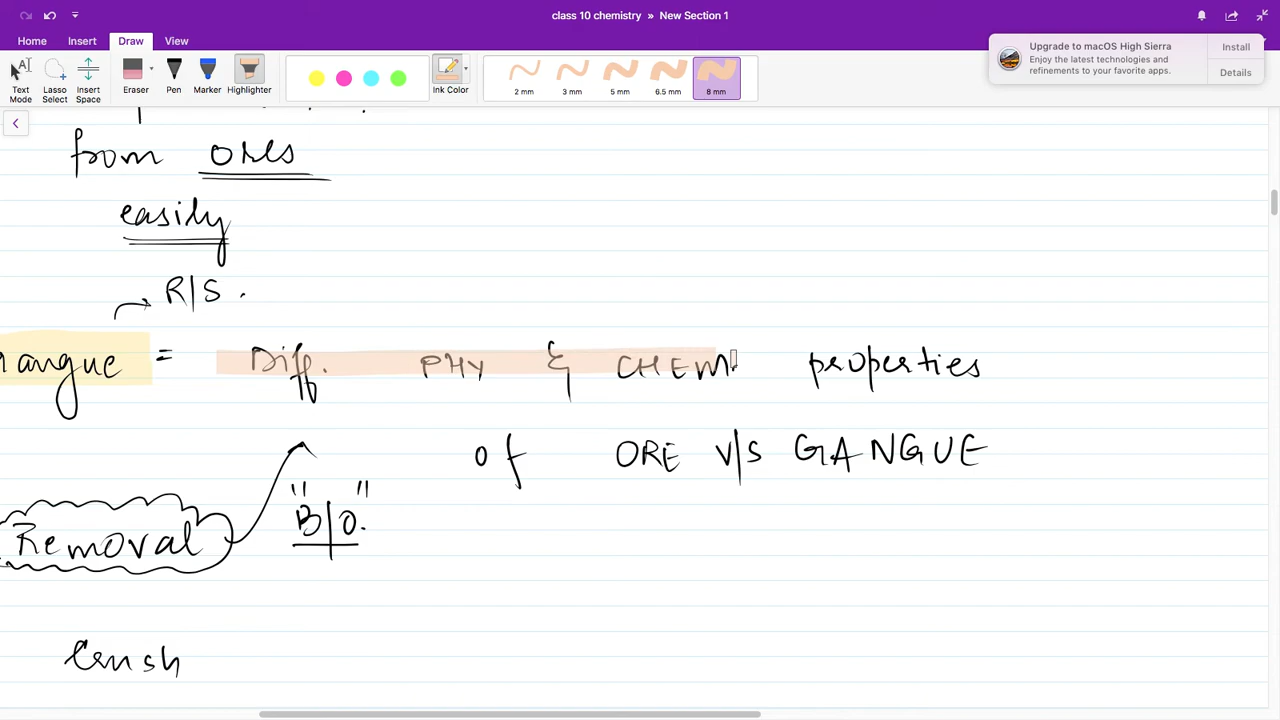 class 10 chemistry » New Section 1
Home Insert Draw View
Upgrade to macOS High Sierra
Enjoy the latest technologies and
refinements to your favorite apps.
Install
Details
Text Mode
Lasso Select
Insert Space
Eraser
Pen
Marker
Highlighter
Ink Color
2 mm 3 mm 5 mm 6.5 mm 8 mm
from ores
easily
R/S.
angue = Diff. PHY & CHEM properties
of ORE V/S GANGUE
"B/O."
Removal
Crush